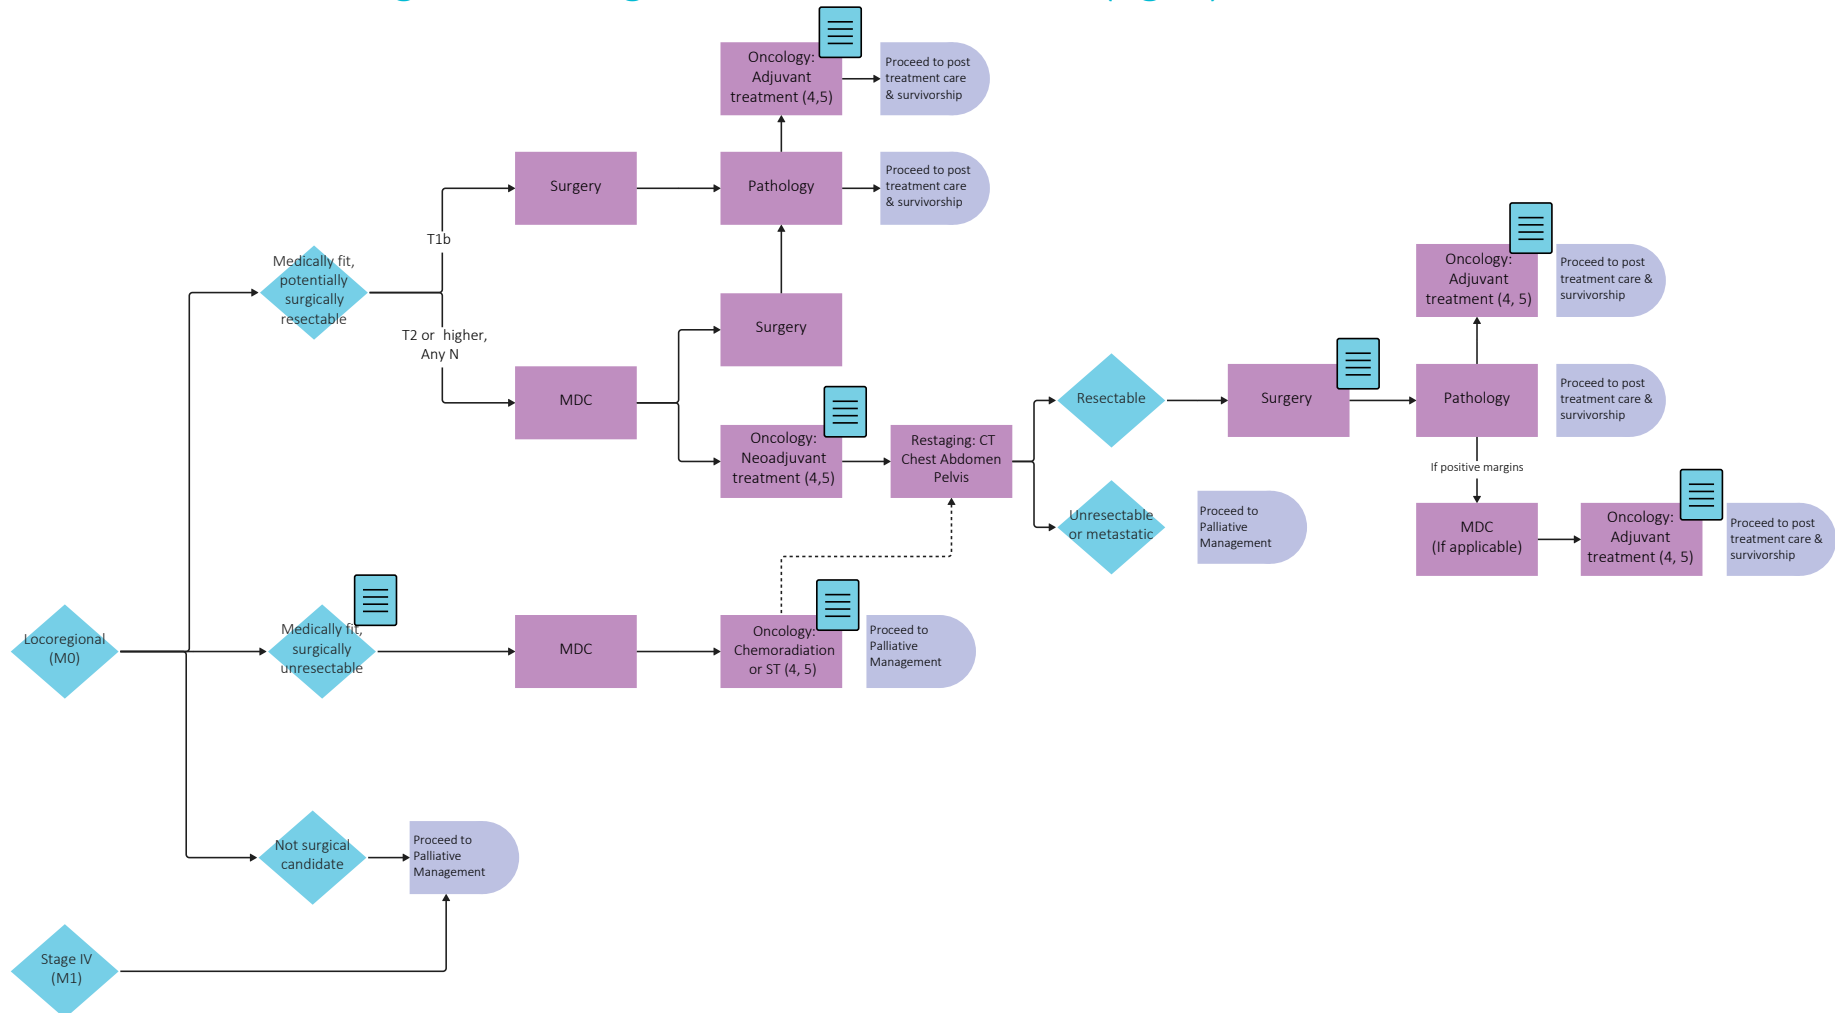 Oncology:
Adjuvant
treatment (4,5)
Proceed to post
treatment care
& survivorship
Surgery
Pathology
Proceed to post
treatment care
& survivorship
T1b
Medically fit,
potentially
surgically
resectable
T2 or  higher,
Any N
Surgery
MDC
Oncology:
Neoadjuvant
treatment (4,5)
Restaging: CT
Chest Abdomen
Pelvis
Resectable
Surgery
Pathology
Proceed to post
treatment care &
survivorship
Oncology:
Adjuvant
treatment (4, 5)
Proceed to post
treatment care &
survivorship
If positive margins
MDC
(If applicable)
Oncology:
Adjuvant
treatment (4, 5)
Proceed to post
treatment care &
survivorship
Unresectable
or metastatic
Proceed to
Palliative
Management
Locoregional
(M0)
Medically fit,
surgically
unresectable
MDC
Oncology:
Chemoradiation
or ST (4, 5)
Proceed to
Palliative
Management
Not surgical
candidate
Proceed to
Palliative
Management
Stage IV
(M1)